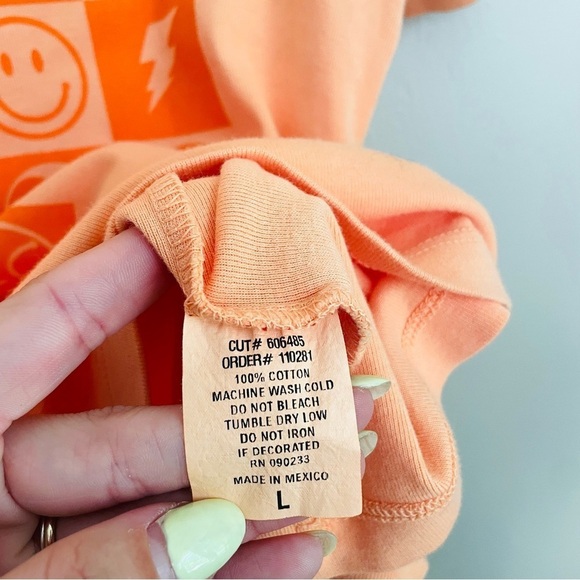 CUT# 606485
ORDER# 110281
100% COTTON
MACHINE WASH COLD
DO NOT BLEACH
TUMBLE DRY LOW
DO NOT IRON
IF DECORATED
RN 090233
MADE IN MEXICO
L